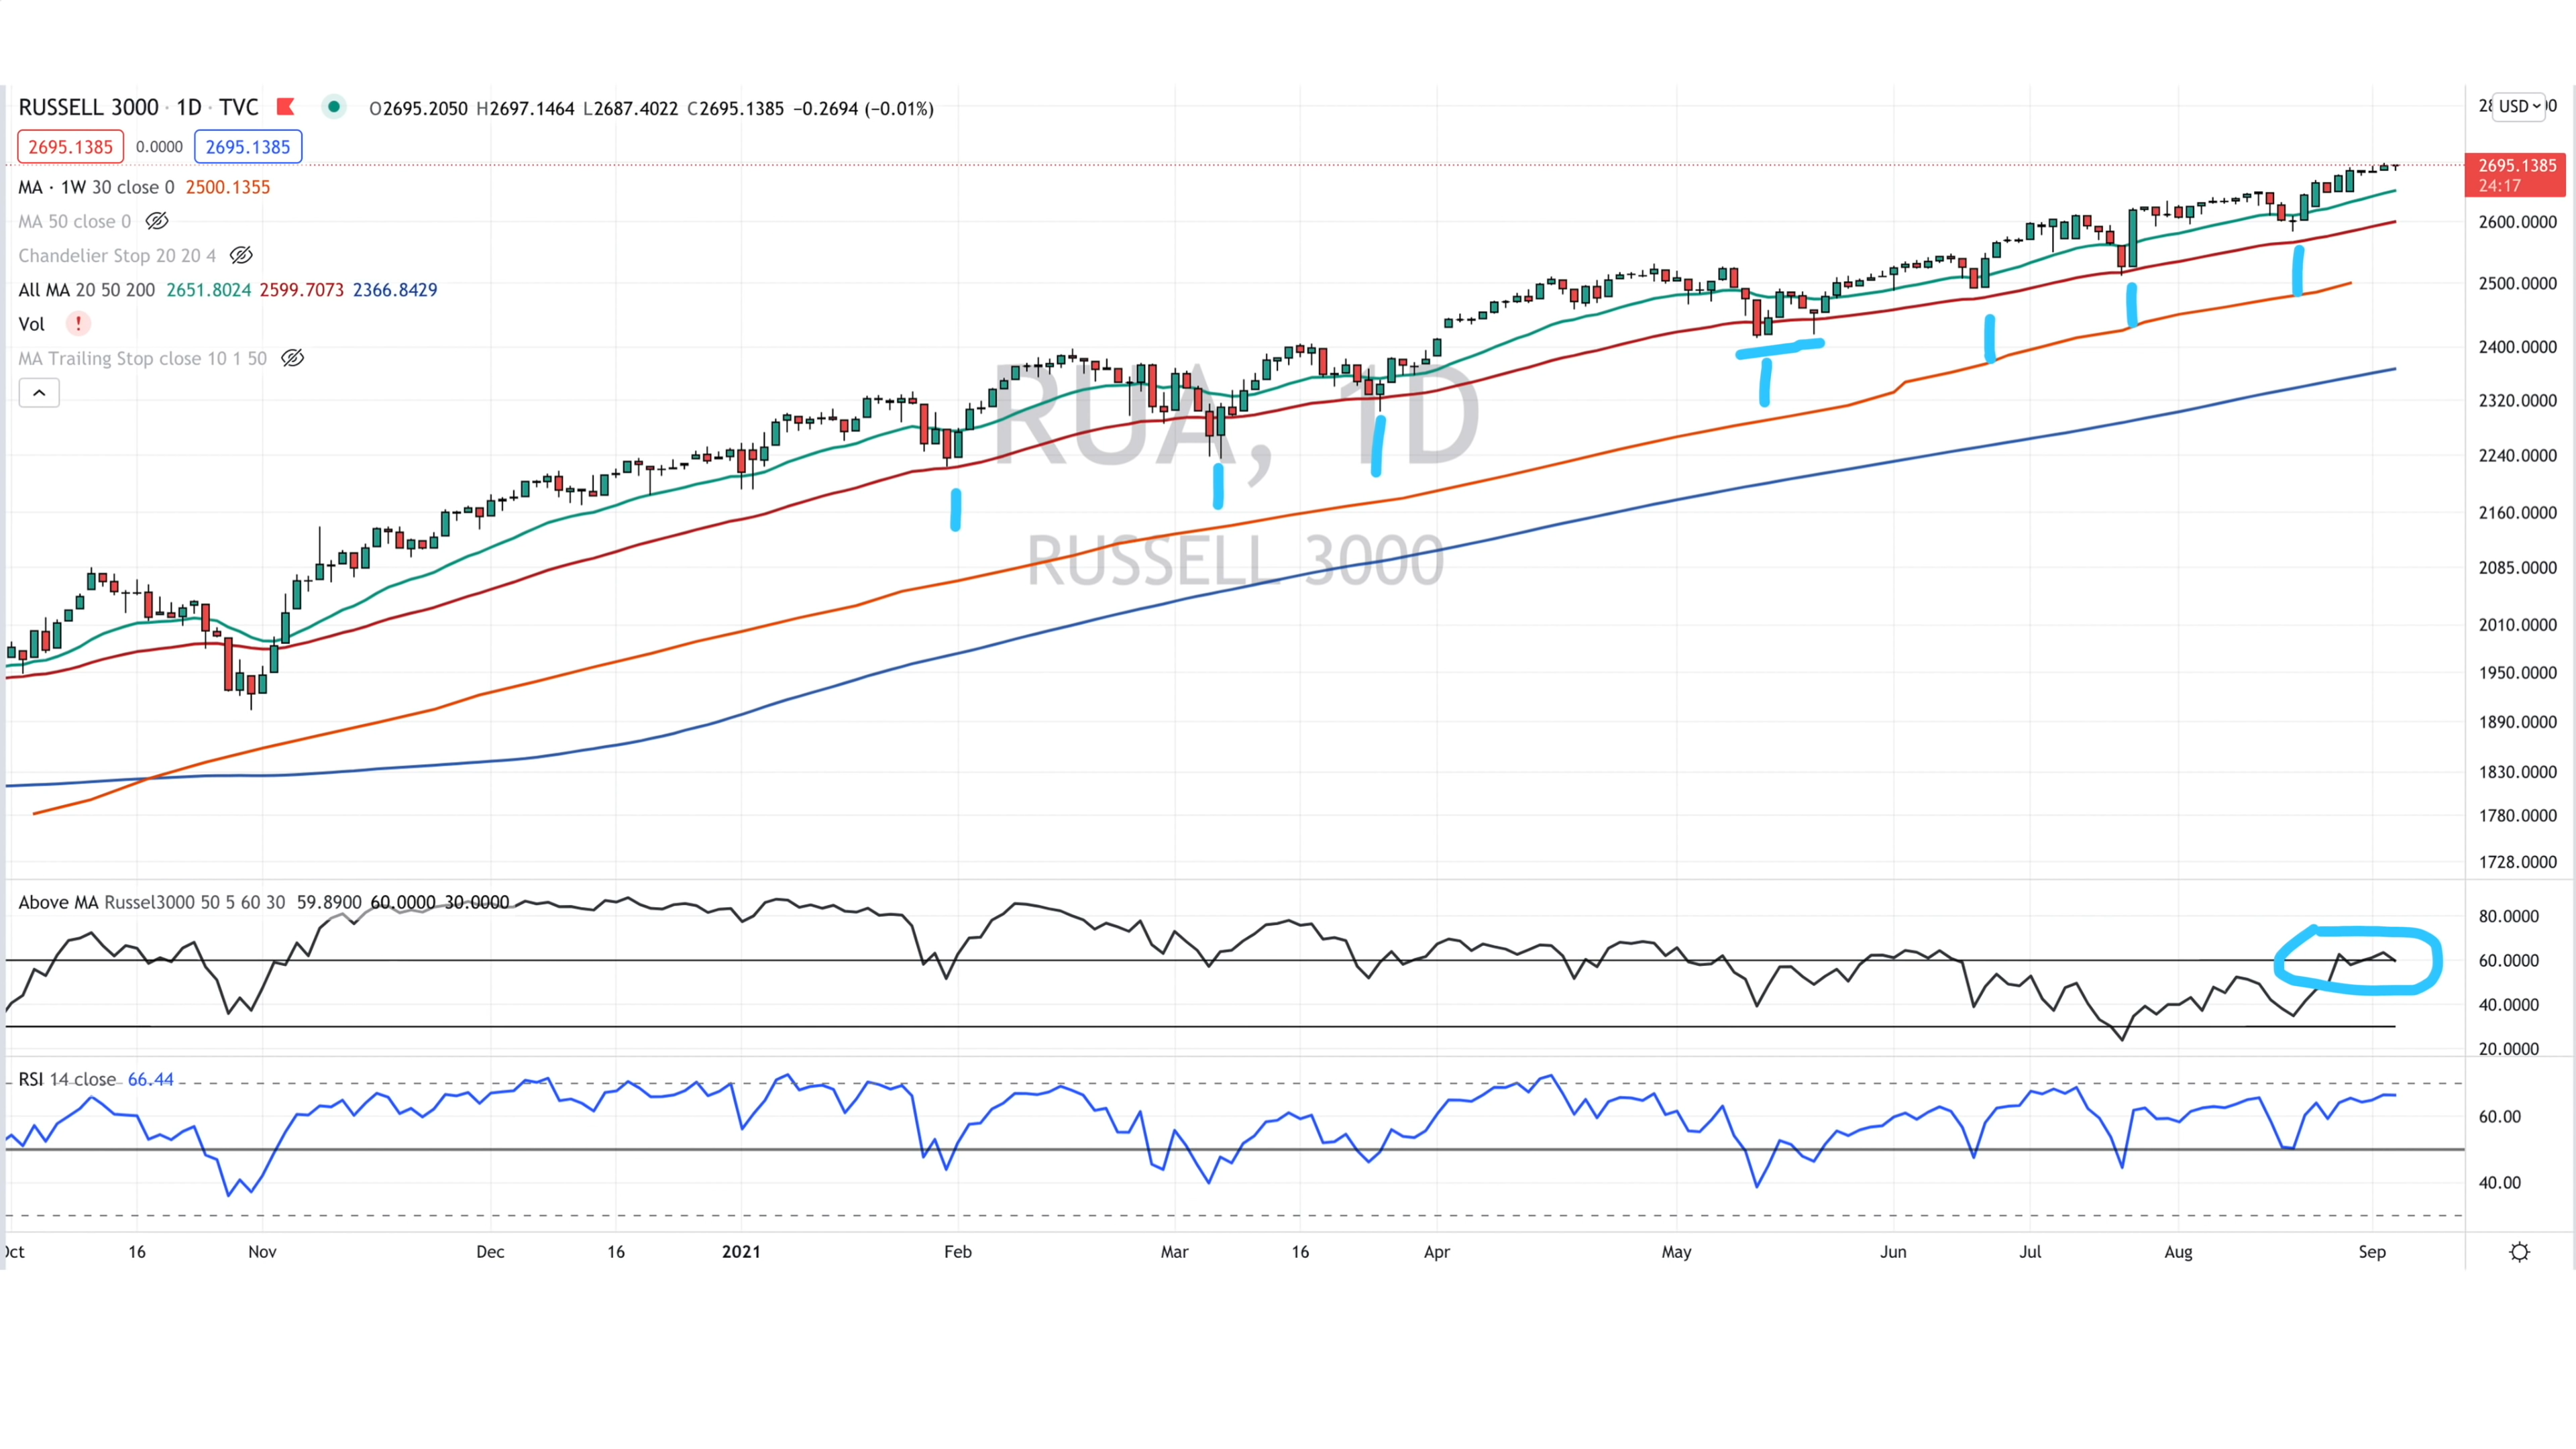 RUSSELL 3000 · 1D · TVC O2695.2050 H2697.1464 L2687.4022 C2695.1385 −0.2694 (−0.01%)
2695.1385 0.0000 2695.1385
MA · 1W 30 close 0 2500.1355
MA 50 close 0
Chandelier Stop 20 20 4
All MA 20 50 200 2651.8024 2599.7073 2366.8429
Vol !
MA Trailing Stop close 10 1 50
RUA, 1D
RUSSELL 3000
USD
2695.1385
24:17
2600.0000
2500.0000
2400.0000
2320.0000
2240.0000
2160.0000
2085.0000
2010.0000
1950.0000
1890.0000
1830.0000
1780.0000
1728.0000
Above MA Russel3000 50 5 60 30 59.8900 60.0000 30.0000
80.0000
60.0000
40.0000
20.0000
RSI 14 close 66.44
60.00
40.00
Oct 16 Nov Dec 16 2021 Feb Mar 16 Apr May Jun Jul Aug Sep